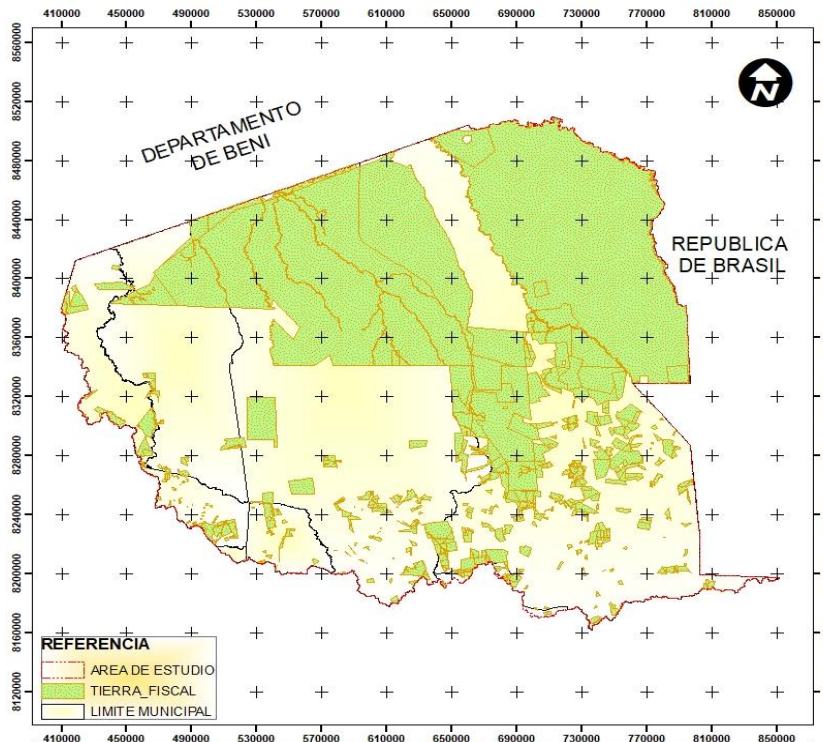 410000 450000 490000 530000 570000 610000 650000 690000 730000 770000 810000 850000
8560000
8520000
8480000
8440000
8400000
8360000
8320000
8280000
8240000
8200000
8160000
8120000
N
DEPARTAMENTO
DE BENI
REPUBLICA
DE BRASIL
REFERENCIA
AREA DE ESTUDIO
TIERRA_FISCAL
LIMITE MUNICIPAL
410000 450000 490000 530000 570000 610000 650000 690000 730000 770000 810000 850000